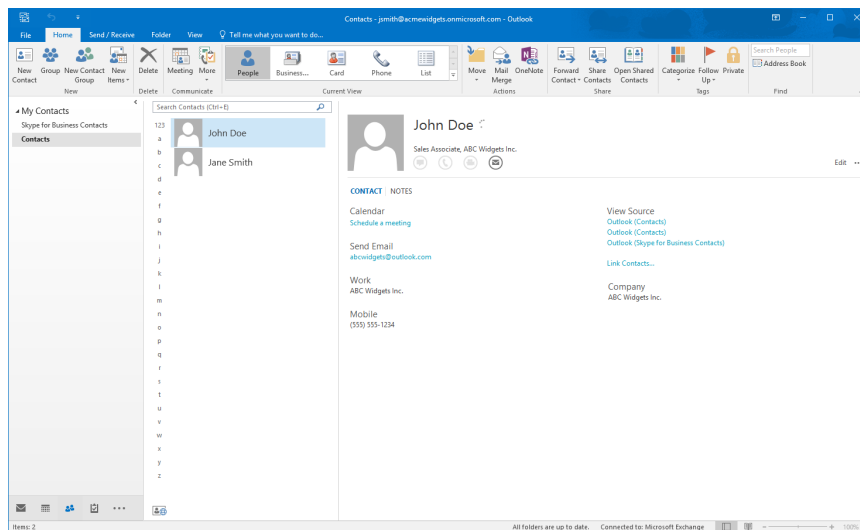 Contacts - jsmith@acmewidgets.onmicrosoft.com - Outlook
File Home Send / Receive Folder View Tell me what you want to do...
New Contact
Group
New Contact Group
New Items
Delete
Meeting
More
People
Business...
Card
Phone
List
Move
Mail Merge
OneNote
Forward Contact
Share Contacts
Open Shared Contacts
Categorize
Follow Up
Private
Search People
Address Book
New Delete Communicate Current View Actions Share Tags Find
My Contacts
Skype for Business Contacts
Contacts
Search Contacts (Ctrl+E)
123
a
b
c
d
e
f
g
h
i
j
k
l
m
n
o
p
q
r
s
t
u
v
w
x
y
z
John Doe
Jane Smith
John Doe
Sales Associate, ABC Widgets Inc.
Edit
CONTACT NOTES
Calendar
Schedule a meeting
Send Email
abcwidgets@outlook.com
Work
ABC Widgets Inc.
Mobile
(555) 555-1234
View Source
Outlook (Contacts)
Outlook (Contacts)
Outlook (Skype for Business Contacts)
Link Contacts...
Company
ABC Widgets Inc.
Items: 2
All folders are up to date. Connected to: Microsoft Exchange
100%